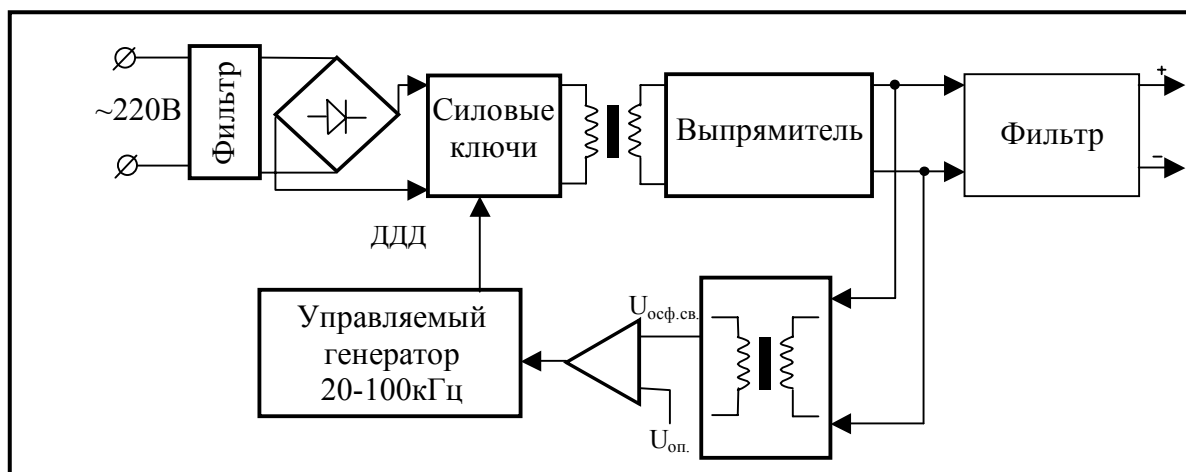 ~220В
Фильтр
Силовые
ключи
Выпрямитель
Фильтр
+
−
ДДД
Управляемый
генератор
20-100кГц
Uосф.св.
Uоп.